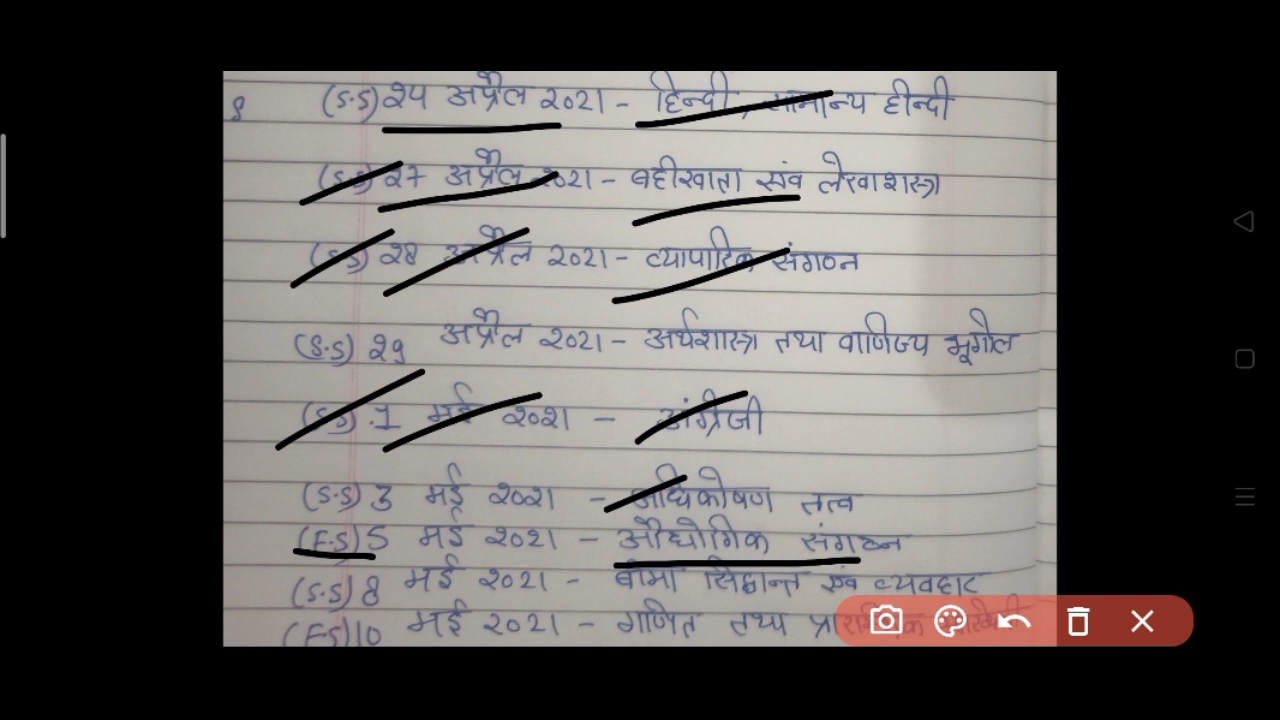 (S.S) 24 अप्रैल 2021 - हिन्दी, सामान्य हीन्दी
(S.S) 27 अप्रैल 2021 - बहीखाता संव लेखाशास्त्र
(S.S) 28 अप्रैल 2021 - व्यापारिक संगठन
(S.S) 29 अप्रैल 2021 - अर्थशास्त्र तथा वाणिज्य भूगोल
(S.S) .1 मई 2021 - अंग्रेजी
(S.S) 3 मई 2021 - अधिकोषण तत्व
(F.S) 5 मई 2021 - औद्योगिक संगठन
(S.S) 8 मई 2021 - बीमा सिद्धान्त एंव व्यवहार
(F-S) 10 मई 2021 - गणित तथा